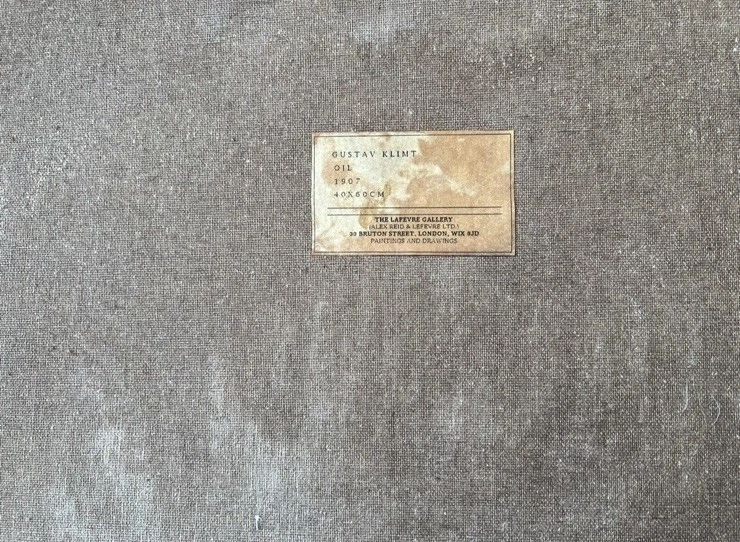 GUSTAV KLIMT
OIL
1907
40X60CM
THE LAFEVRE GALLERY
(ALEX REID & LEFEVRE LTD.)
30 BRUTON STREET, LONDON, WIX 8JD
PAINTINGS AND DRAWINGS